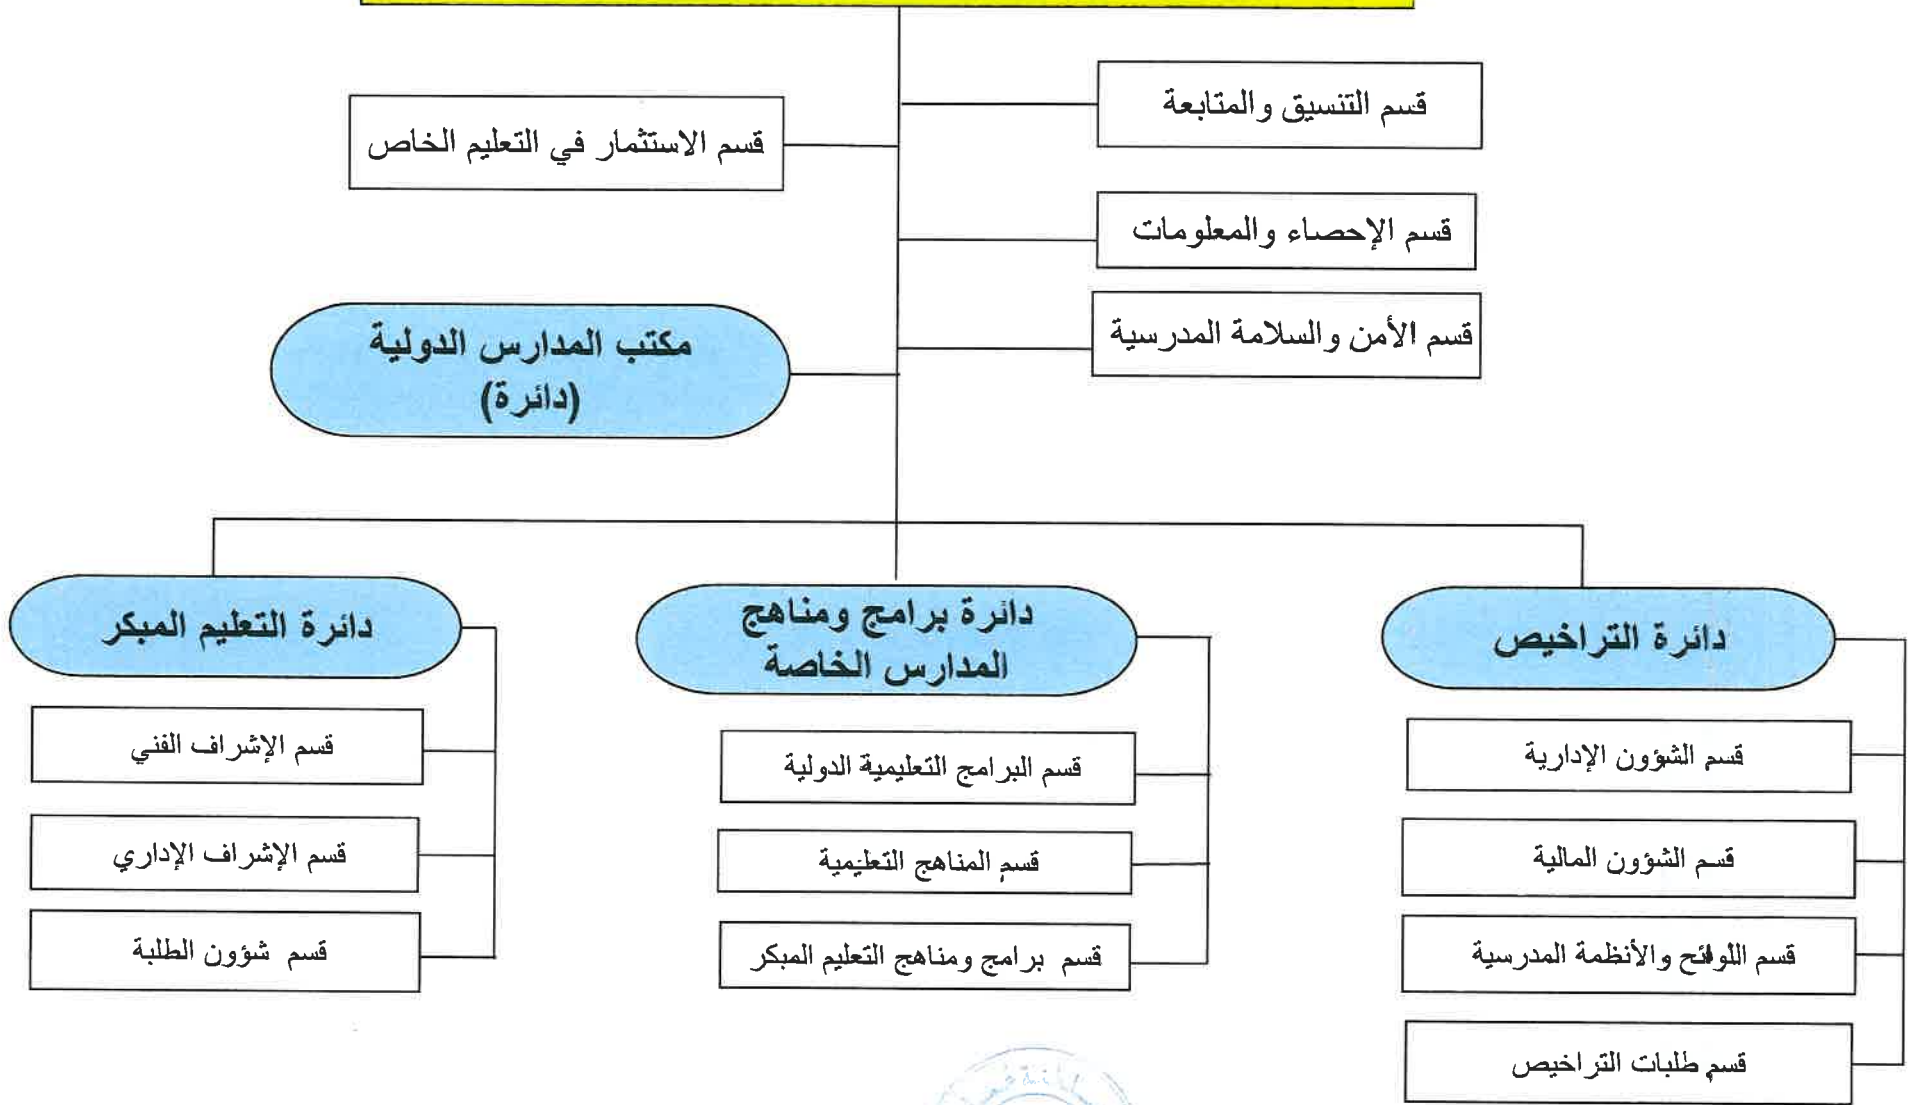 قسم التنسيق والمتابعة
قسم الاستثمار في التعليم الخاص
قسم الإحصاء والمعلومات
قسم الأمن والسلامة المدرسية
مكتب المدارس الدولية
(دائرة)
دائرة التراخيص
قسم الشؤون الإدارية
قسم الشؤون المالية
قسم اللوائح والأنظمة المدرسية
قسم طلبات التراخيص
دائرة برامج ومناهج
المدارس الخاصة
قسم البرامج التعليمية الدولية
قسم المناهج التعليمية
قسم برامج ومناهج التعليم المبكر
دائرة التعليم المبكر
قسم الإشراف الفني
قسم الإشراف الإداري
قسم شؤون الطلبة